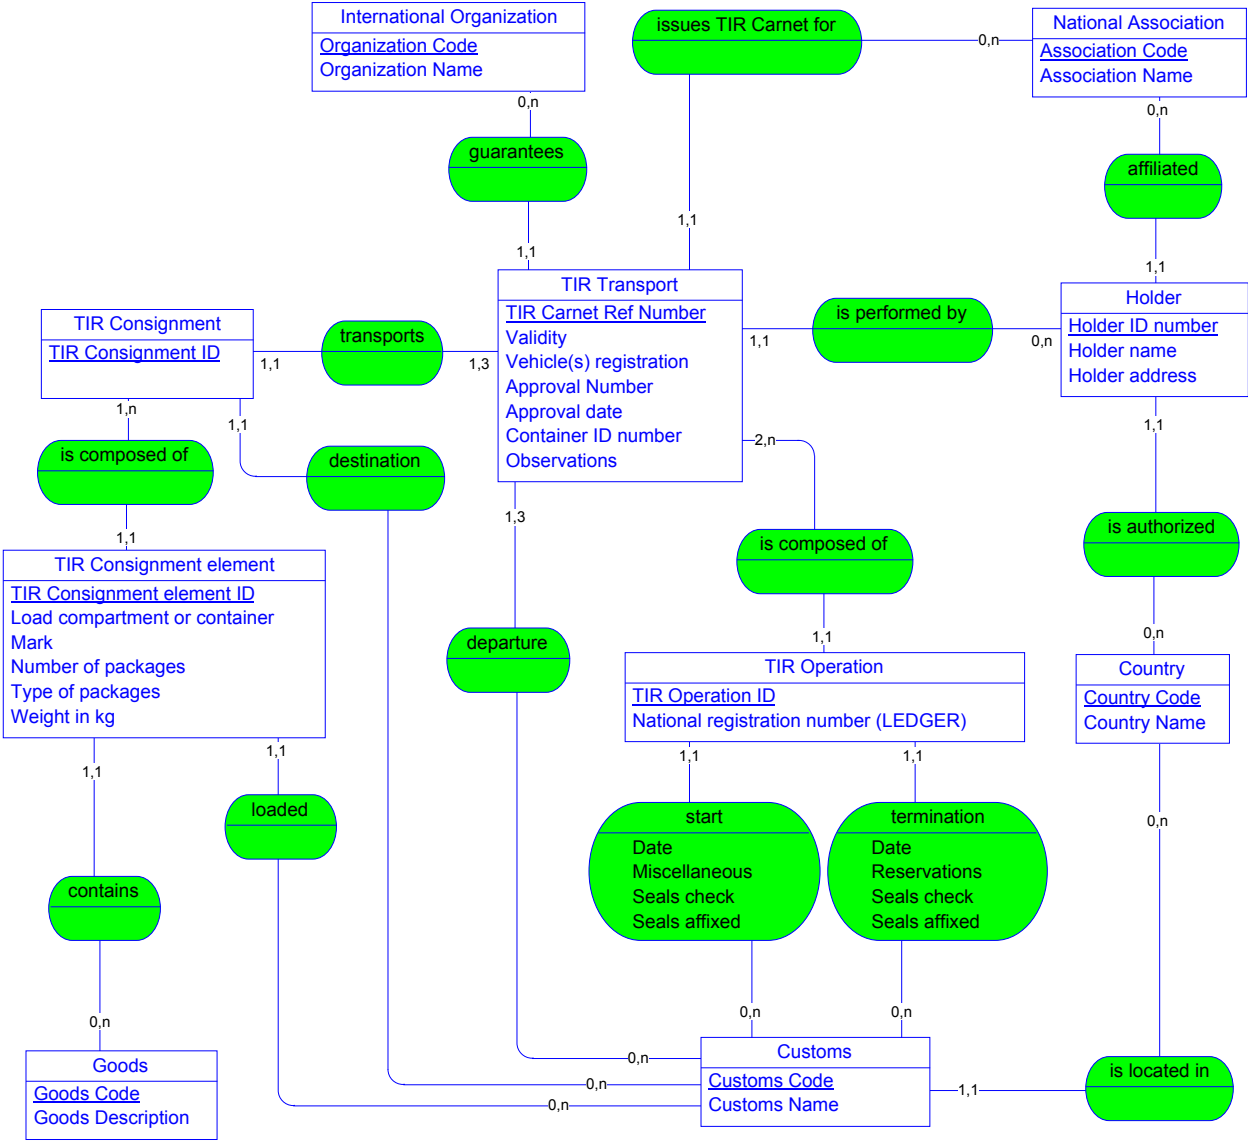 International Organization
Organization Code
Organization Name
issues TIR Carnet for
0,n
National Association
Association Code
Association Name
0,n
0,n
guarantees
affiliated
1,1
1,1
1,1
TIR Transport
TIR Carnet Ref Number
Validity
Vehicle(s) registration
Approval Number
Approval date
Container ID number
Observations
is performed by
1,1
0,n
Holder
Holder ID number
Holder name
Holder address
TIR Consignment
TIR Consignment ID
transports
1,1
1,3
1,n
1,1
1,1
is composed of
destination
2,n
1,3
is composed of
is authorized
1,1
TIR Consignment element
TIR Consignment element ID
Load compartment or container
Mark
Number of packages
Type of packages
Weight in kg
departure
1,1
0,n
TIR Operation
TIR Operation ID
National registration number (LEDGER)
Country
Country Code
Country Name
1,1
1,1
1,1
1,1
loaded
start
Date
Miscellaneous
Seals check
Seals affixed
termination
Date
Reservations
Seals check
Seals affixed
0,n
contains
0,n
0,n
0,n
Goods
Goods Code
Goods Description
0,n
0,n
0,n
Customs
Customs Code
Customs Name
1,1
is located in